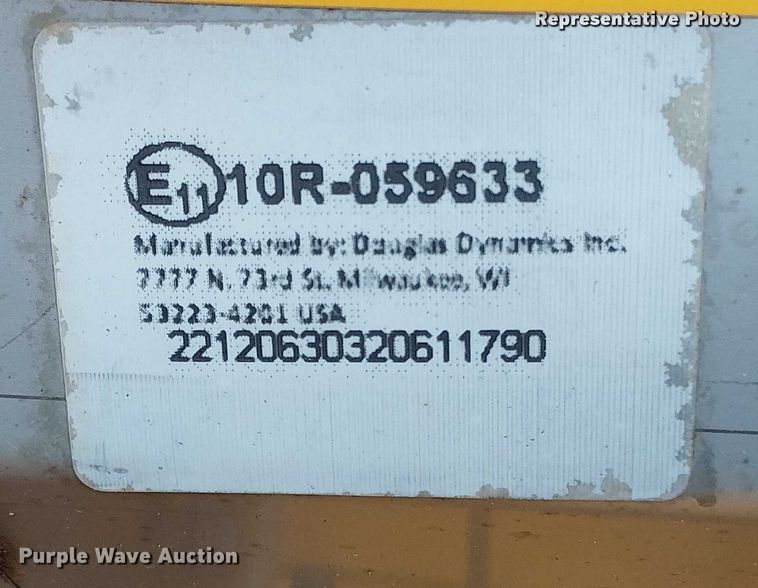 Representative Photo
E11 10R-059633
Manufactured by: Douglas Dynamics Inc.
7777 N. 73rd St. Milwaukee, WI
53223-4201 USA
22120630320611790
Purple Wave Auction